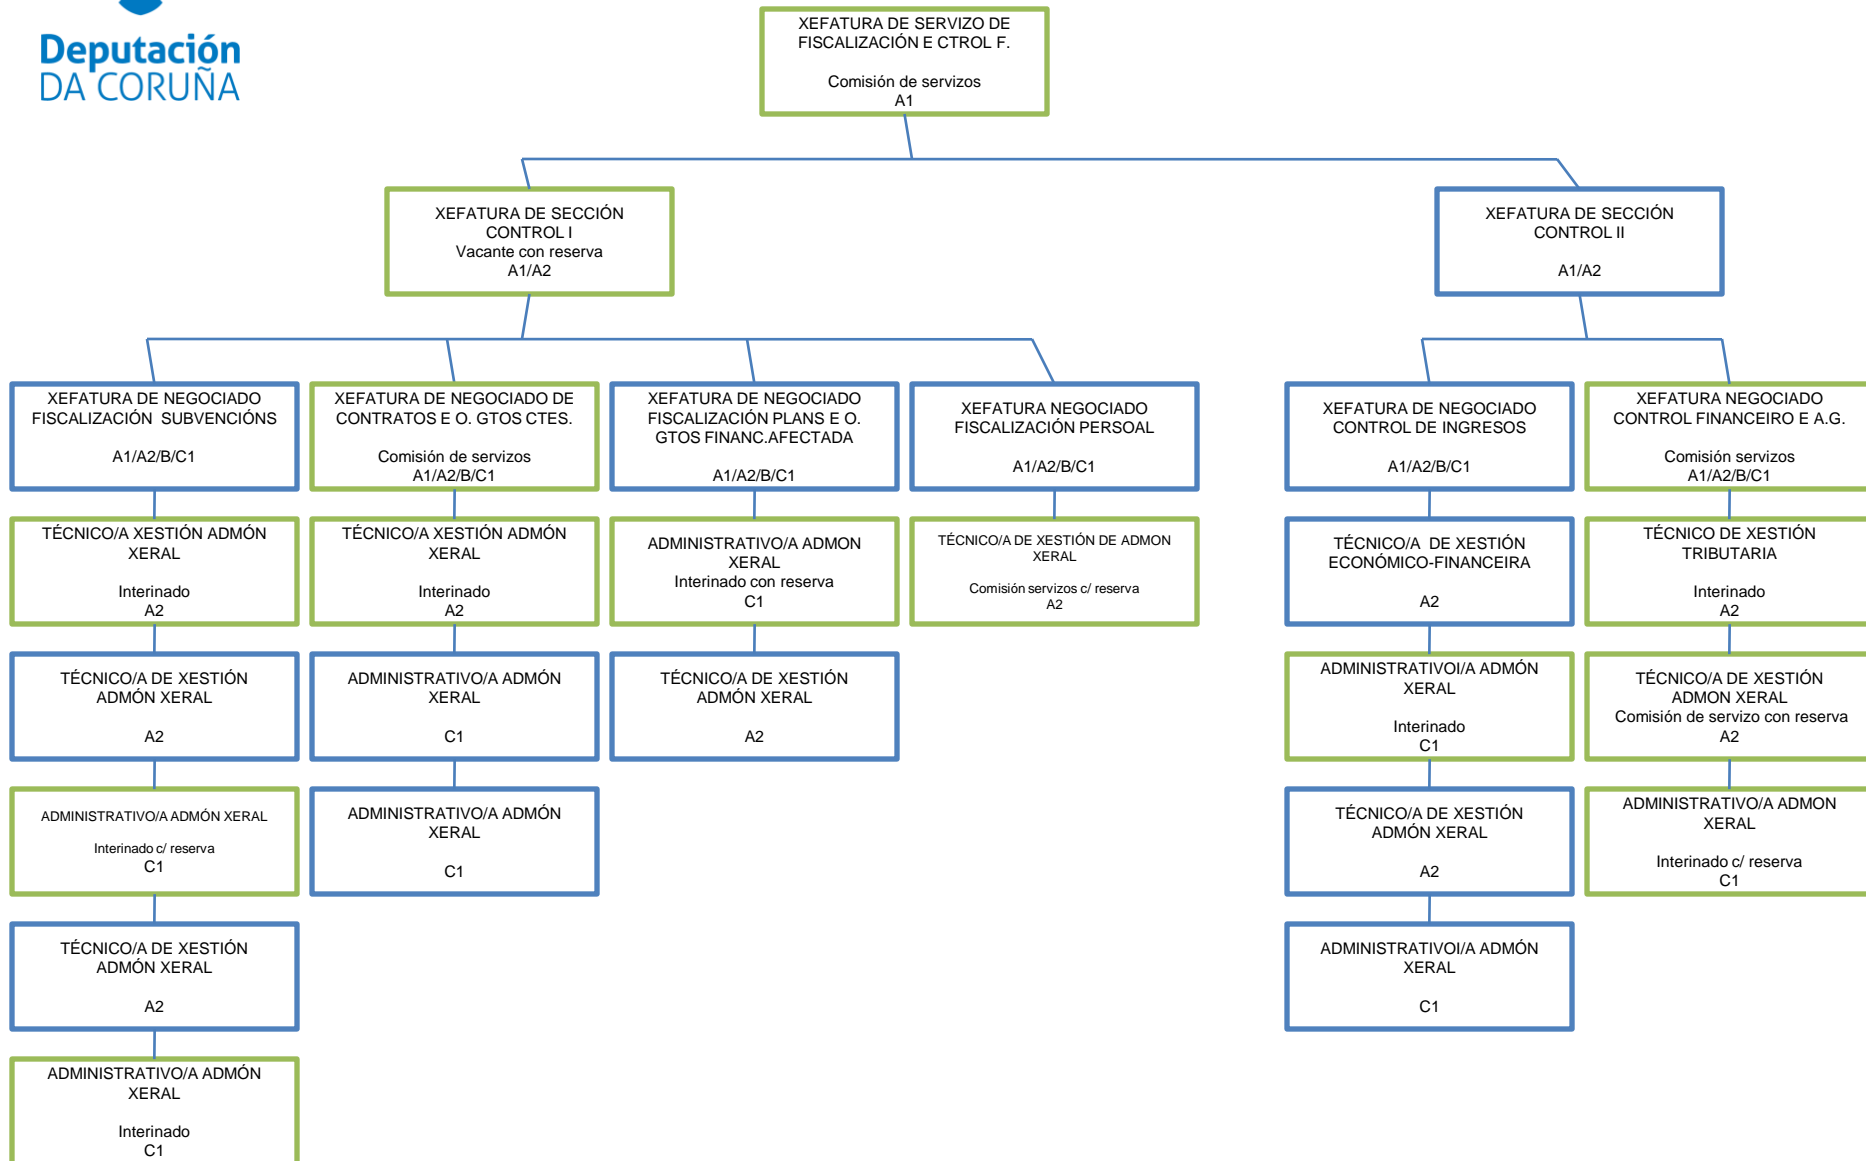 Deputación
DA CORUÑA
XEFATURA DE SERVIZO DE
FISCALIZACIÓN E CTROL F.
Comisión de servizos
A1
XEFATURA DE SECCIÓN
CONTROL I
Vacante con reserva
A1/A2
XEFATURA DE SECCIÓN
CONTROL II
A1/A2
XEFATURA DE NEGOCIADO
FISCALIZACIÓN SUBVENCIÓNS
A1/A2/B/C1
XEFATURA DE NEGOCIADO DE
CONTRATOS E O. GTOS CTES.
Comisión de servizos
A1/A2/B/C1
XEFATURA DE NEGOCIADO
FISCALIZACIÓN PLANS E O.
GTOS FINANC.AFECTADA
A1/A2/B/C1
XEFATURA NEGOCIADO
FISCALIZACIÓN PERSOAL
A1/A2/B/C1
XEFATURA DE NEGOCIADO
CONTROL DE INGRESOS
A1/A2/B/C1
XEFATURA NEGOCIADO
CONTROL FINANCEIRO E A.G.
Comisión servizos
A1/A2/B/C1
TÉCNICO/A XESTIÓN ADMÓN
XERAL
Interinado
A2
TÉCNICO/A XESTIÓN ADMÓN
XERAL
Interinado
A2
ADMINISTRATIVO/A ADMON
XERAL
Interinado con reserva
C1
TÉCNICO/A DE XESTIÓN DE ADMON
XERAL
Comisión servizos c/ reserva
A2
TÉCNICO/A DE XESTIÓN
ECONÓMICO-FINANCEIRA
A2
TÉCNICO DE XESTIÓN
TRIBUTARIA
Interinado
A2
TÉCNICO/A DE XESTIÓN
ADMÓN XERAL
A2
ADMINISTRATIVO/A ADMÓN
XERAL
C1
TÉCNICO/A DE XESTIÓN
ADMÓN XERAL
A2
ADMINISTRATIVOI/A ADMÓN
XERAL
Interinado
C1
TÉCNICO/A DE XESTIÓN
ADMON XERAL
Comisión de servizo con reserva
A2
ADMINISTRATIVO/A ADMÓN XERAL
Interinado c/ reserva
C1
ADMINISTRATIVO/A ADMÓN
XERAL
C1
TÉCNICO/A DE XESTIÓN
ADMÓN XERAL
A2
ADMINISTRATIVO/A ADMON
XERAL
Interinado c/ reserva
C1
TÉCNICO/A DE XESTIÓN
ADMÓN XERAL
A2
ADMINISTRATIVOI/A ADMÓN
XERAL
C1
ADMINISTRATIVO/A ADMÓN
XERAL
Interinado
C1